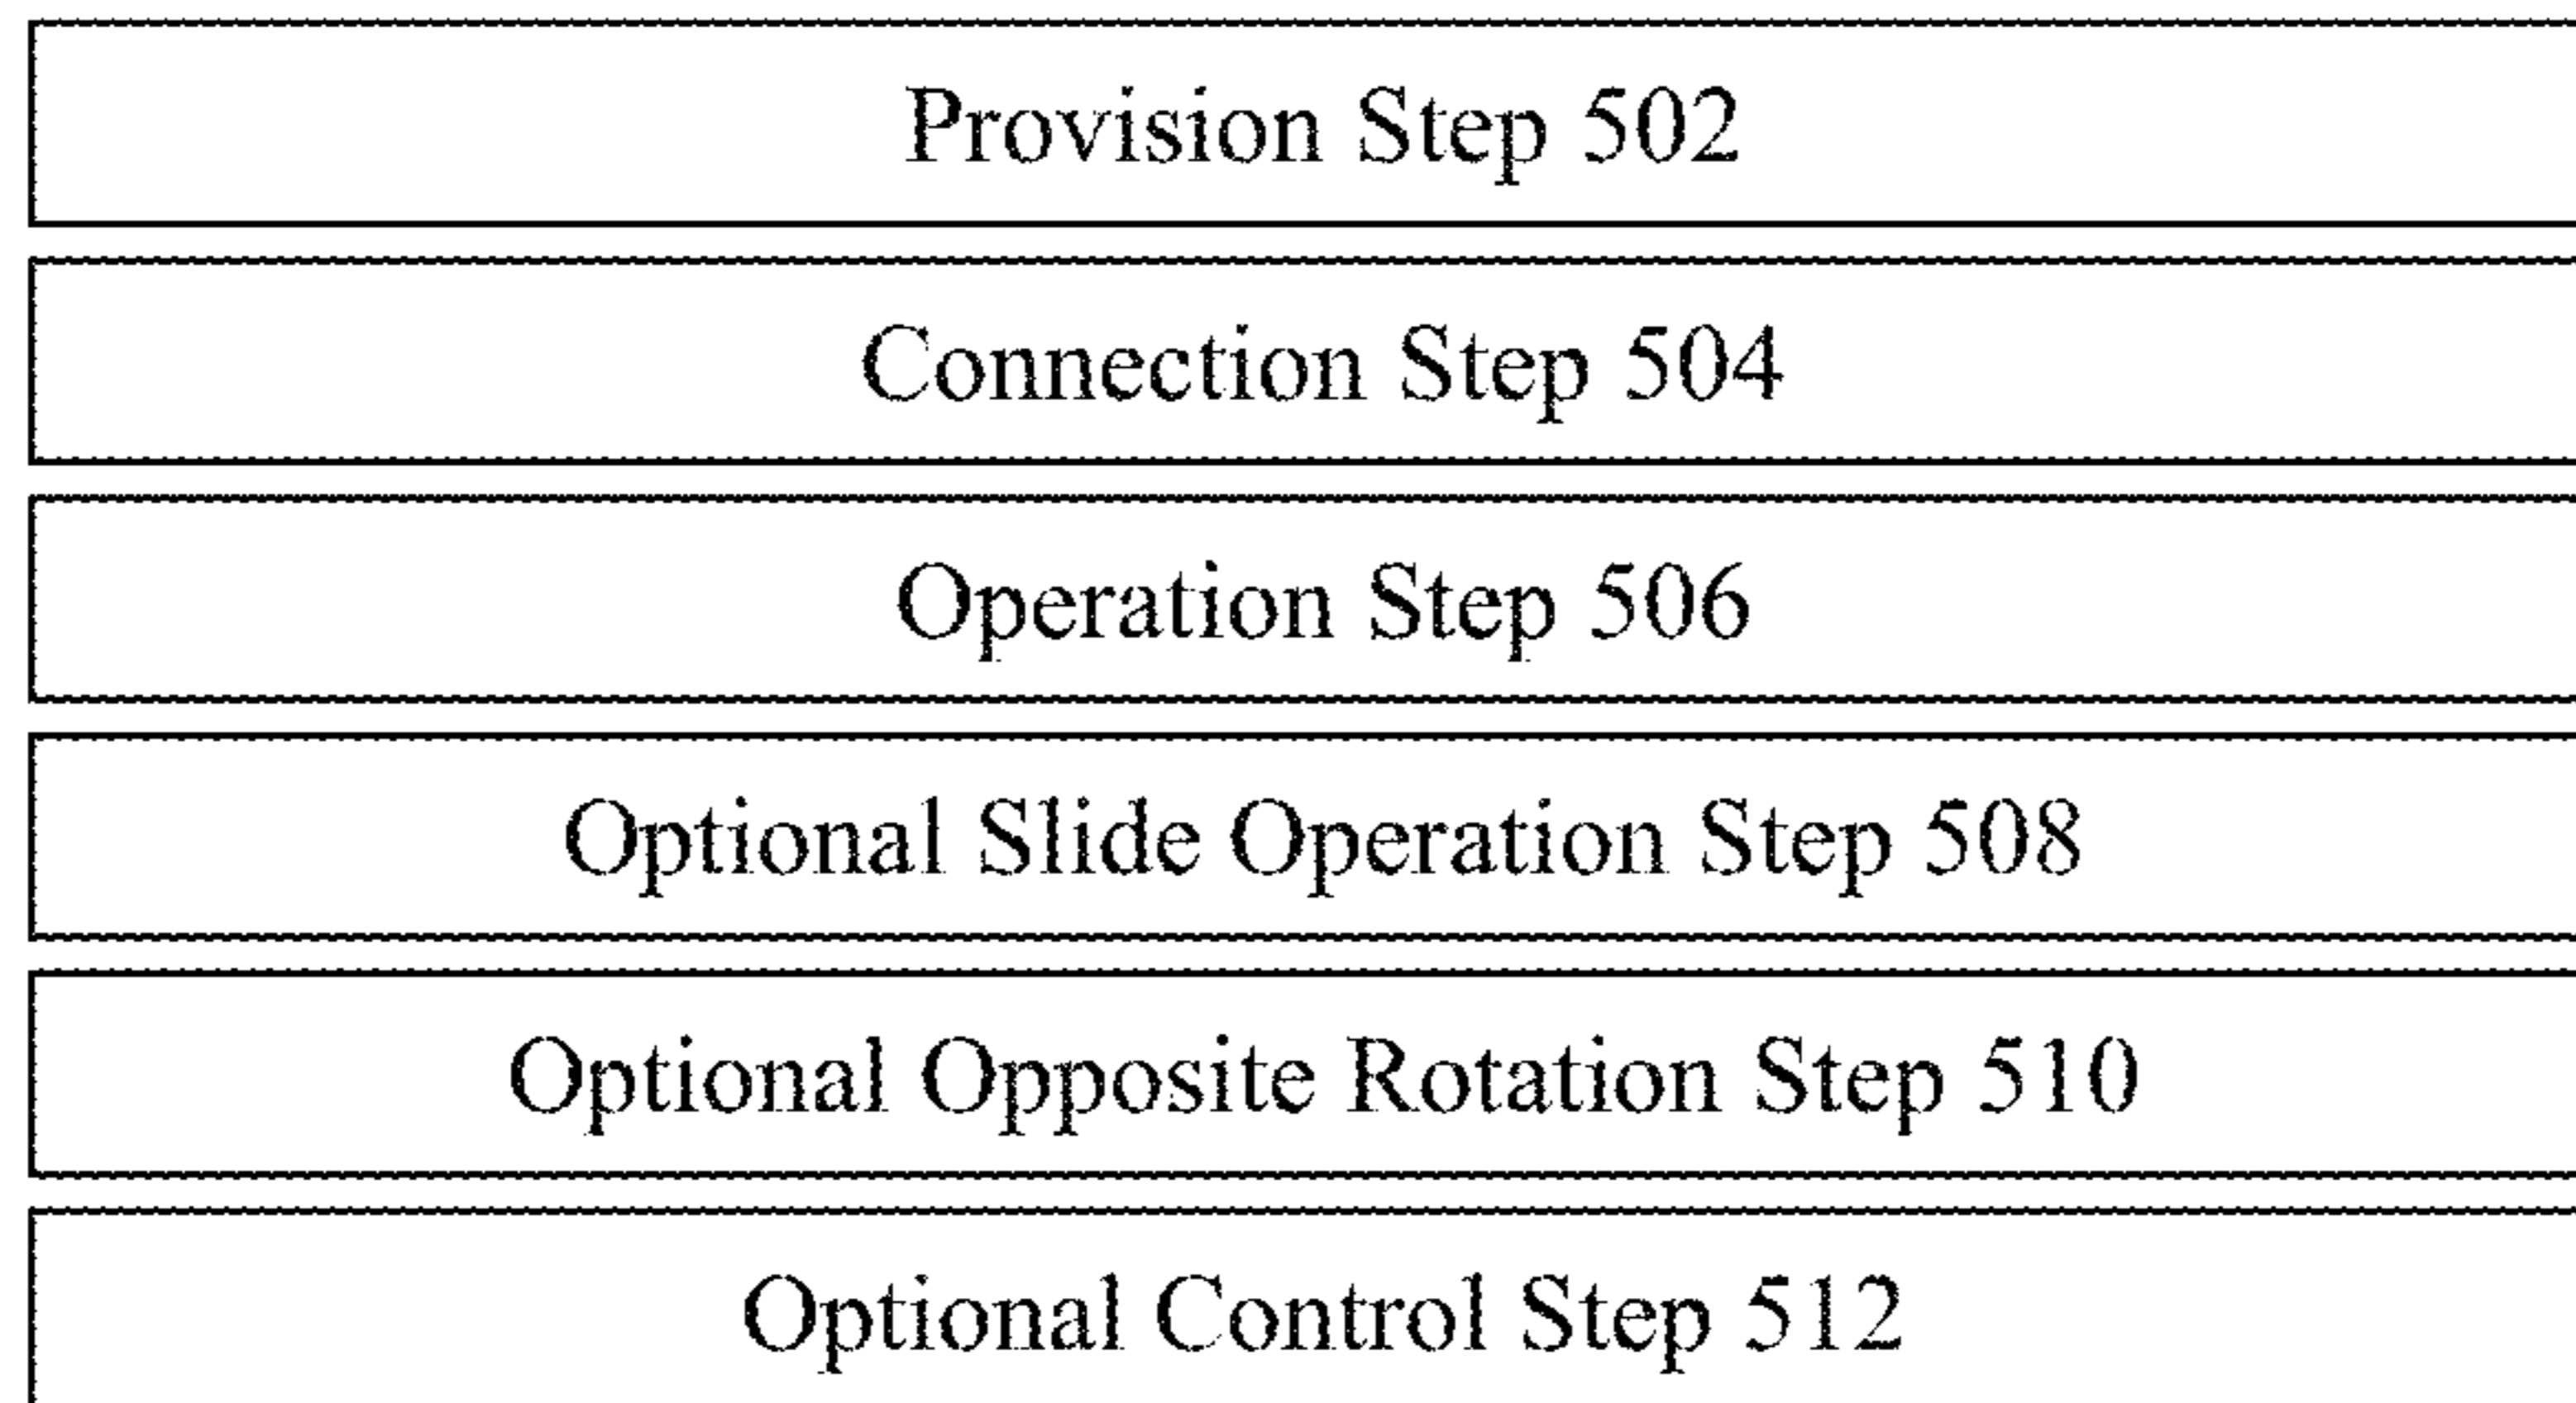 Provision Step 502
Connection Step 504
Operation Step 506
Optional Slide Operation Step 508
Optional Opposite Rotation Step 510
Optional Control Step 512